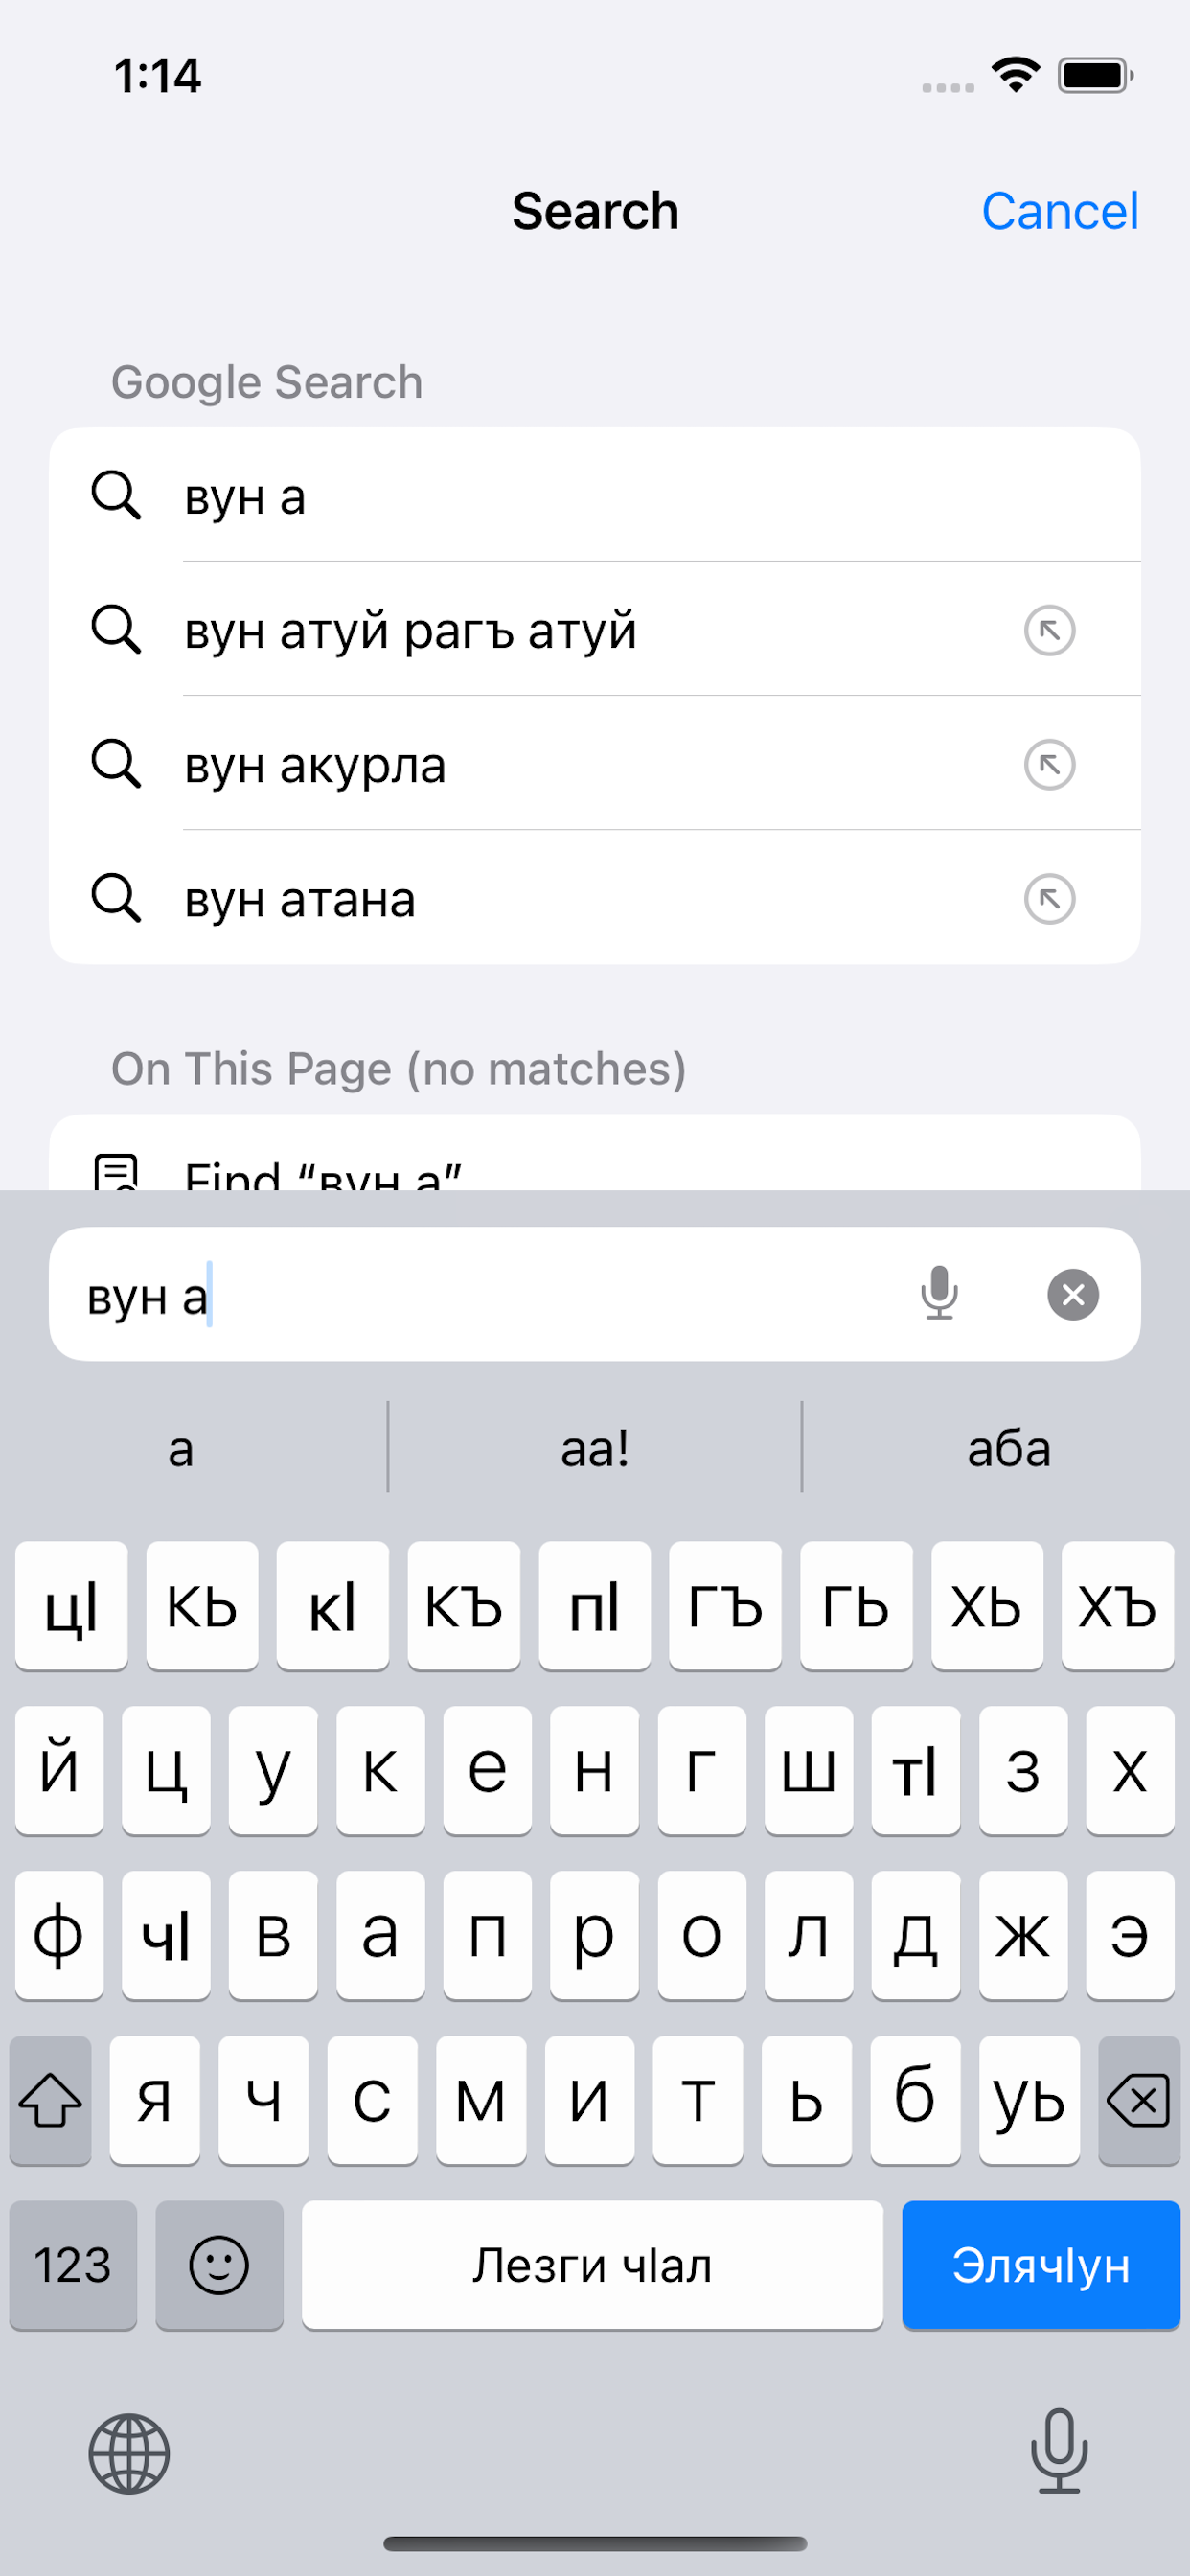 1:14
Search
Cancel
Google Search
вун а
вун атуй рагъ атуй
вун акурла
вун атана
On This Page (no matches)
Find “вун а”
вун а
а аа! аба
цӀ кь кӀ къ пӀ гъ гь хь хъ
й ц у к е н г ш тӀ з х
ф чӀ в а п р о л д ж э
я ч с м и т ь б уь
123 Лезги чӀал ЭлячӀун